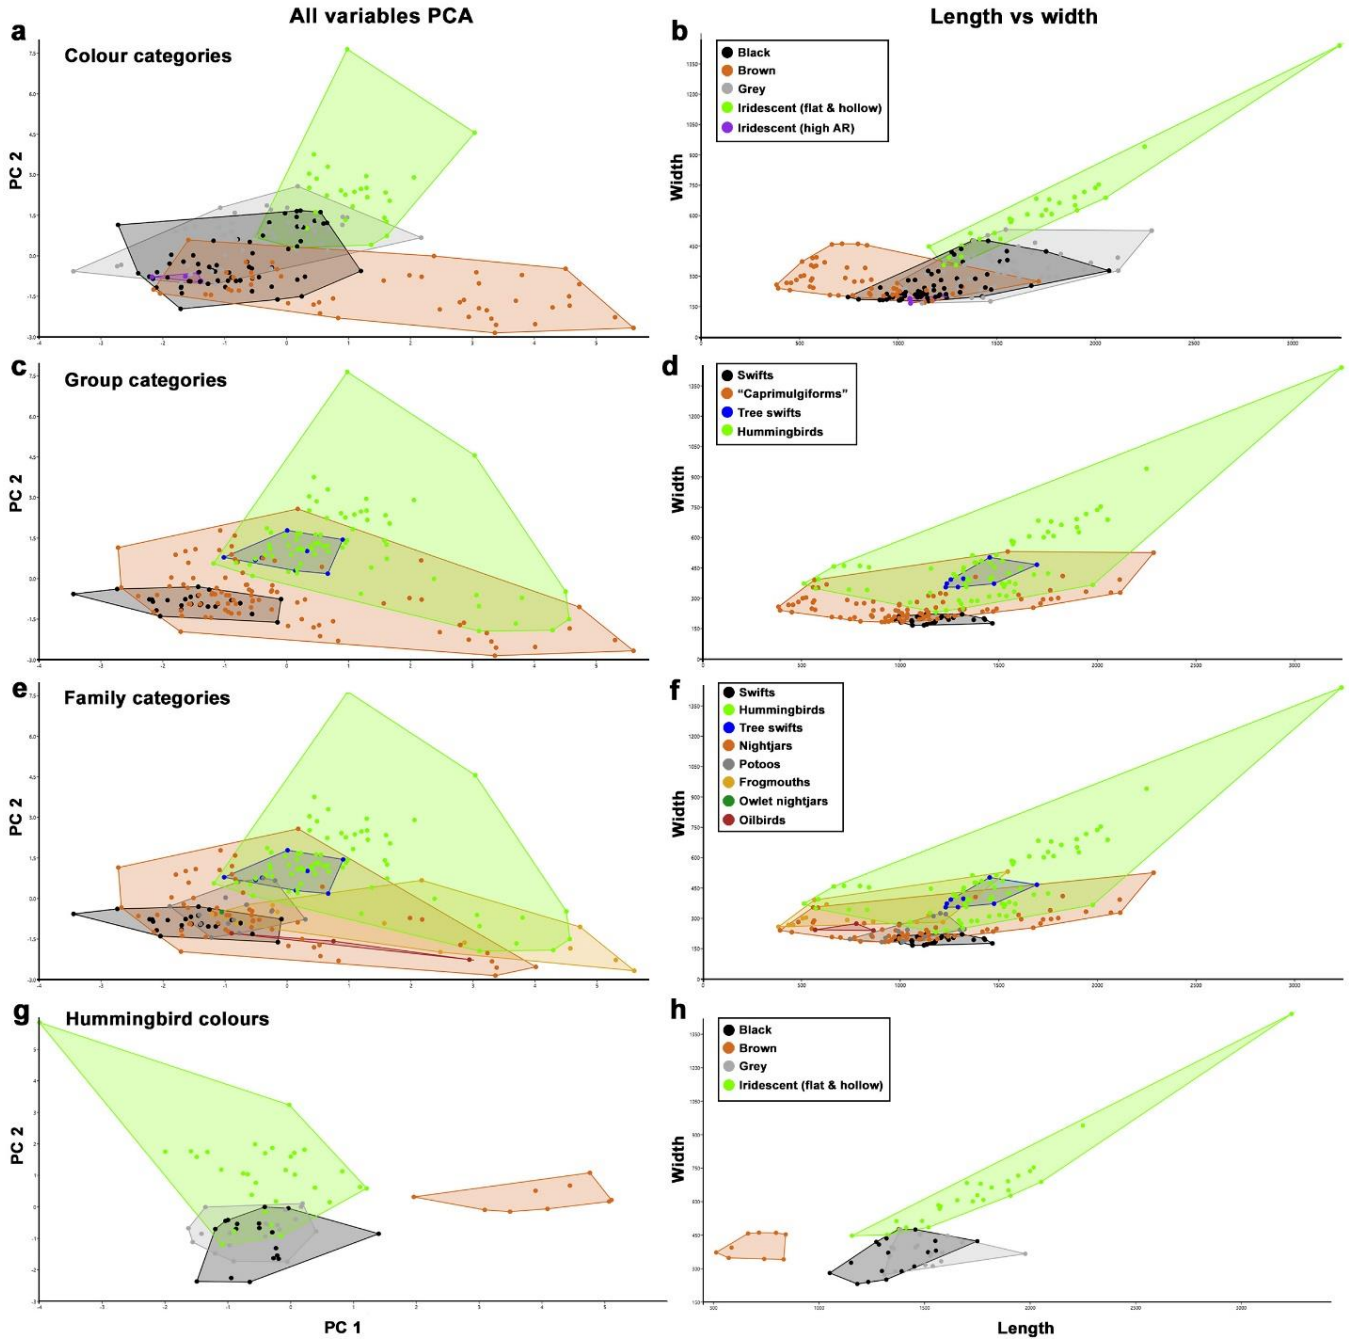 All variables PCA
Length vs width
a
Colour categories
PC 2
b
Black
Brown
Grey
Iridescent (flat & hollow)
Iridescent (high AR)
Width
c
Group categories
PC 2
d
Swifts
“Caprimulgiforms”
Tree swifts
Hummingbirds
Width
e
Family categories
PC 2
f
Swifts
Hummingbirds
Tree swifts
Nightjars
Potoos
Frogmouths
Owlet nightjars
Oilbirds
Width
g
Hummingbird colours
PC 2
PC 1
h
Black
Brown
Grey
Iridescent (flat & hollow)
Width
Length